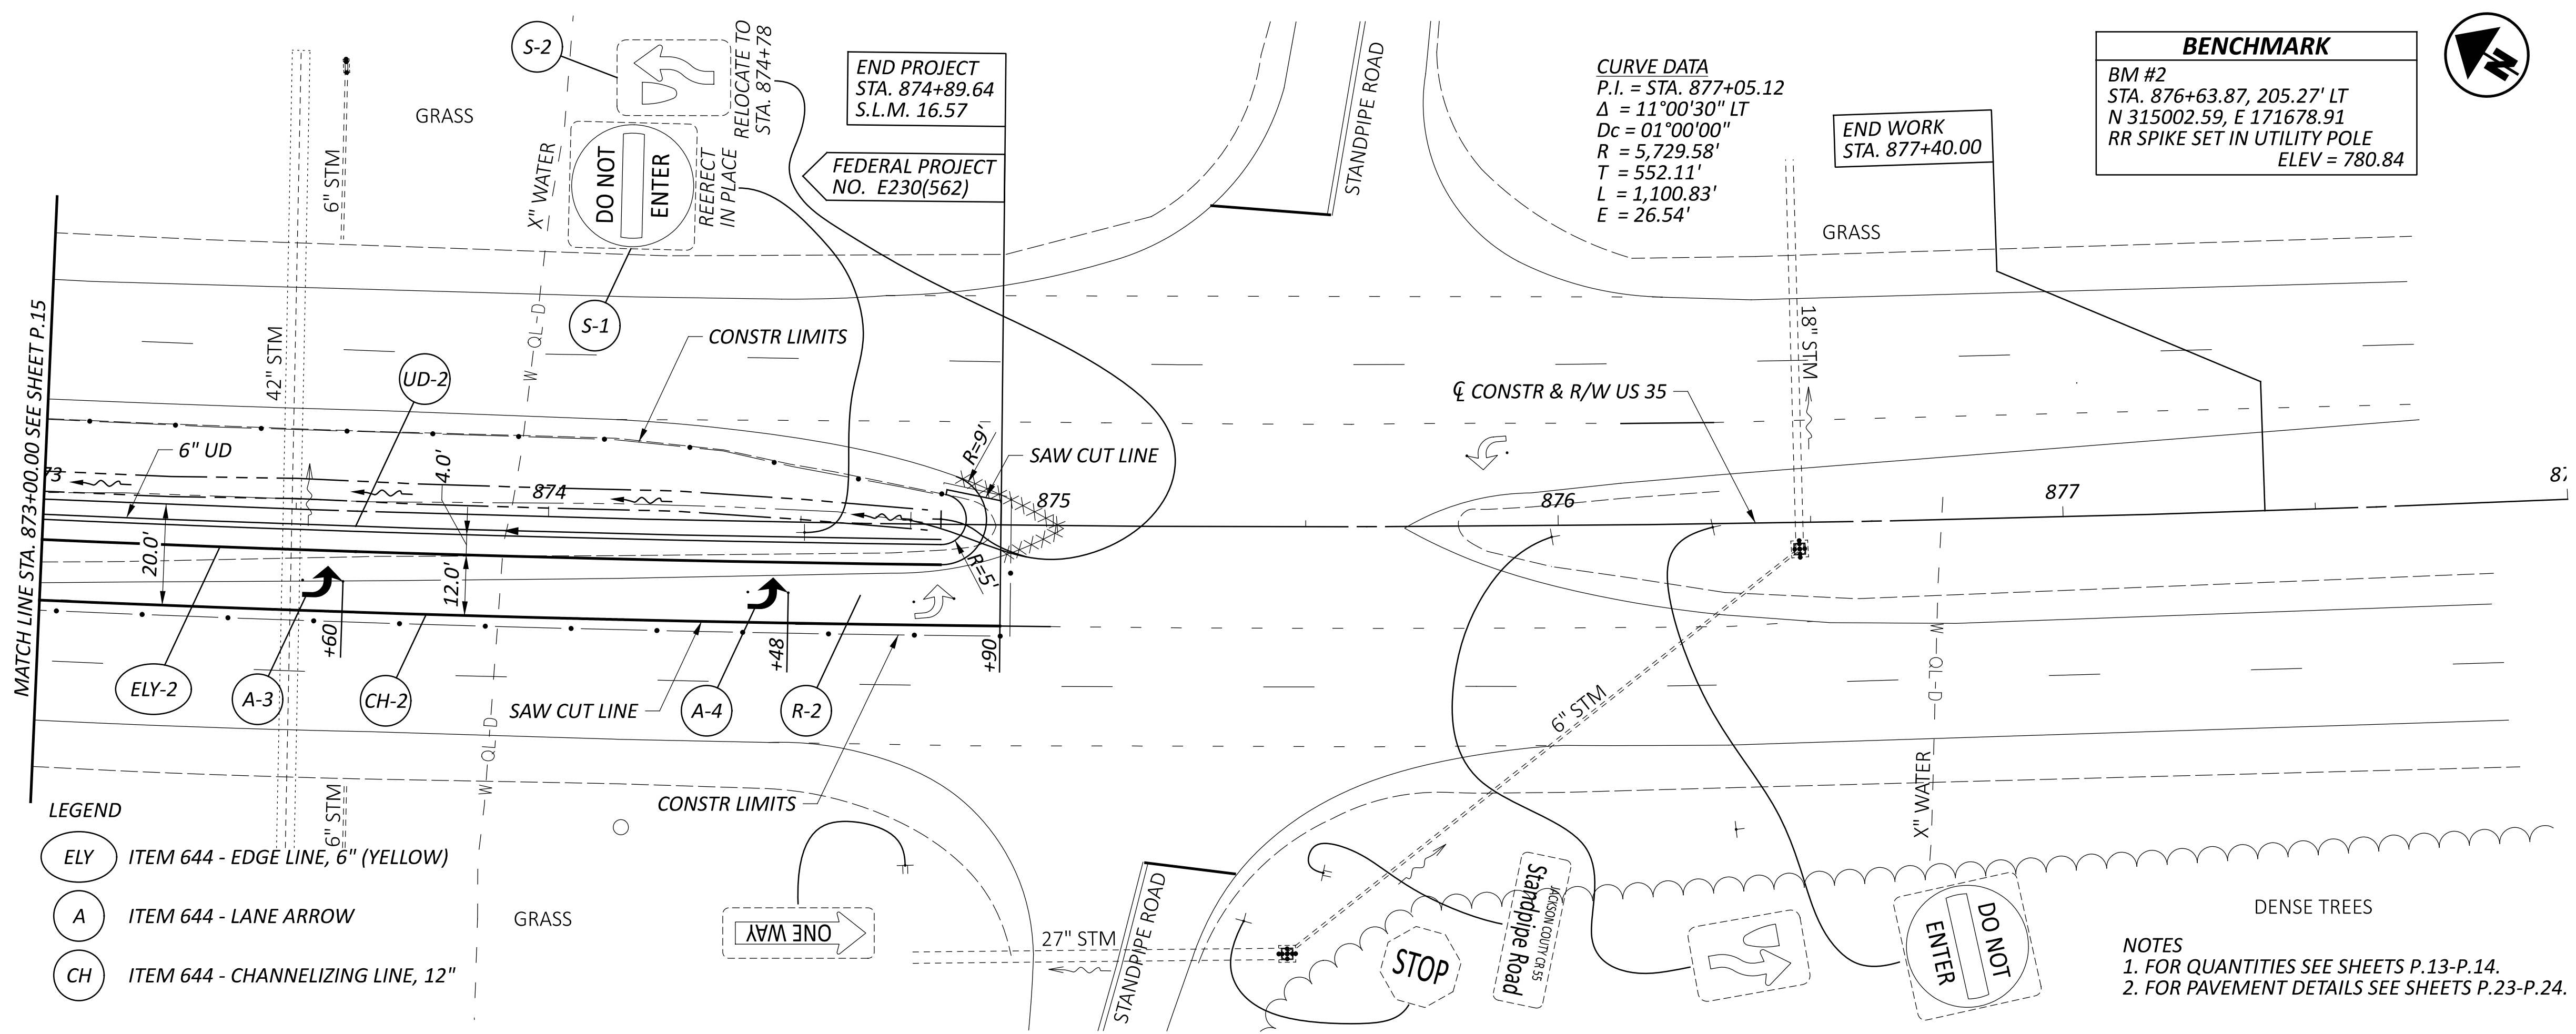 S-2
RELOCATE TO
STA. 874+78
DO NOT
ENTER
REERECT
IN PLACE
S-1
GRASS
6" STM
X" WATER
END PROJECT
STA. 874+89.64
S.L.M. 16.57
FEDERAL PROJECT
NO. E230(562)
STANDPIPE ROAD
CURVE DATA
P.I. = STA. 877+05.12
Δ = 11°00'30" LT
Dc = 01°00'00"
R = 5,729.58'
T = 552.11'
L = 1,100.83'
E = 26.54'
END WORK
STA. 877+40.00
GRASS
BENCHMARK
BM #2
STA. 876+63.87, 205.27' LT
N 315002.59, E 171678.91
RR SPIKE SET IN UTILITY POLE
ELEV = 780.84
N
MATCH LINE STA. 873+00.00 SEE SHEET P.15
42" STM
W QL-D
CONSTR LIMITS
UD-2
6" UD
73
4.0'
874
R=9'
SAW CUT LINE
875
℄ CONSTR & R/W US 35
18" STM
876
877
87
20.0'
12.0'
R=5'
+60
+48
+90
ELY-2
A-3
CH-2
SAW CUT LINE
A-4
R-2
W QL-D
6" STM
W QL-D
CONSTR LIMITS
X" WATER
6" STM
LEGEND
ELY ITEM 644 - EDGE LINE, 6" (YELLOW)
A ITEM 644 - LANE ARROW
CH ITEM 644 - CHANNELIZING LINE, 12"
GRASS
ONE WAY
27" STM
STANDPIPE ROAD
STOP
JACKSON COUTY CR 55
Standpipe Road
DO NOT
ENTER
DENSE TREES
NOTES
1. FOR QUANTITIES SEE SHEETS P.13-P.14.
2. FOR PAVEMENT DETAILS SEE SHEETS P.23-P.24.